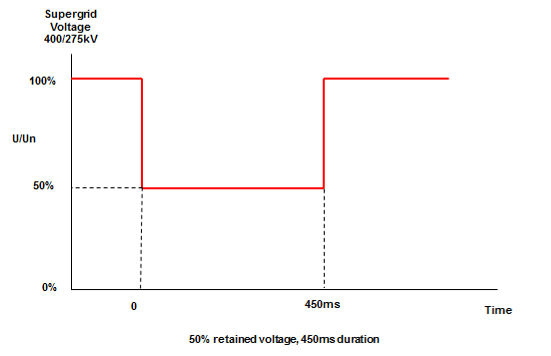 Supergrid
Voltage
400/275kV
100%
U/Un
50%
0%
0
450ms
Time
50% retained voltage, 450ms duration